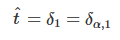 t̂ = δ₁ = δ_{α,1}